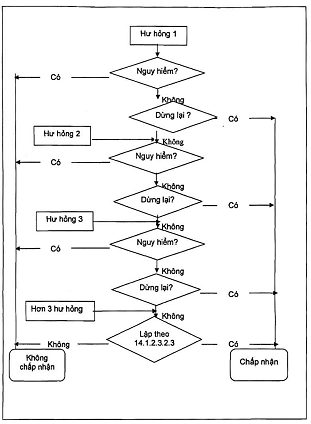 Hư hỏng 1
Có
Nguy hiểm?
Không
Dừng lại ?
Có
Hư hỏng 2
Không
Có
Nguy hiểm?
Không
Dừng lại?
Có
Hư hỏng 3
Không
Có
Nguy hiểm?
Không
Dừng lại?
Có
Hơn 3 hư hỏng
Không
Không
Lặp theo
14.1.2.3.2.3
Có
Không
chấp nhận
Chấp nhận